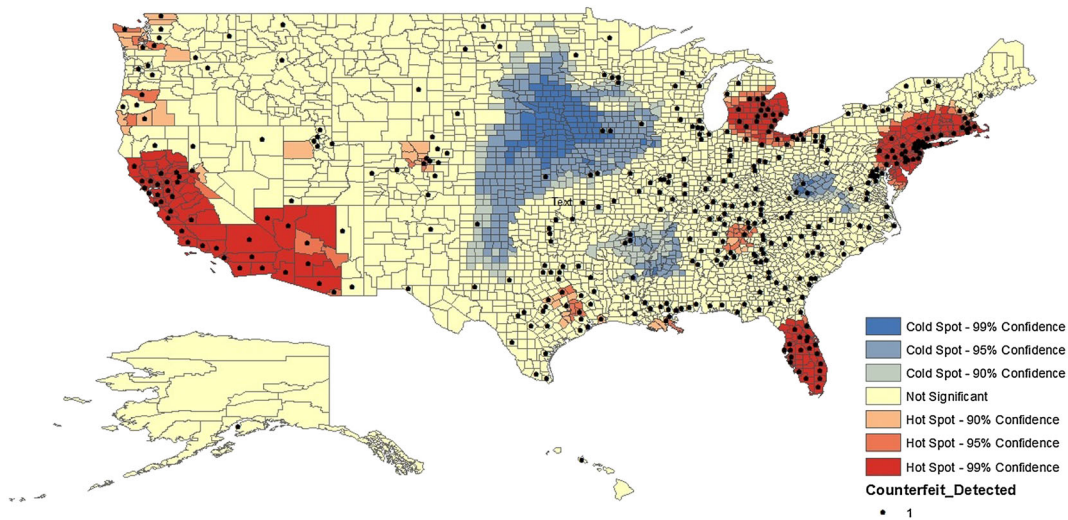 Text
Cold Spot - 99% Confidence
Cold Spot - 95% Confidence
Cold Spot - 90% Confidence
Not Significant
Hot Spot - 90% Confidence
Hot Spot - 95% Confidence
Hot Spot - 99% Confidence
Counterfeit_Detected
1